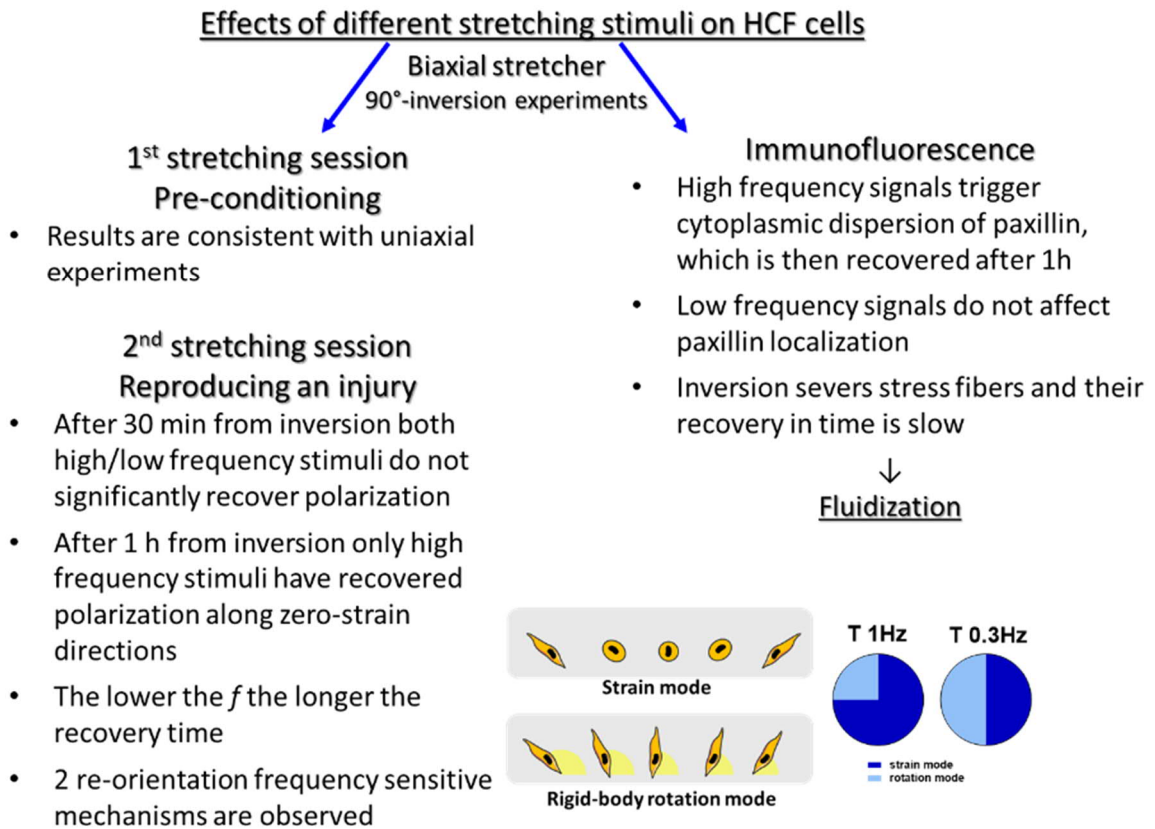 Effects of different stretching stimuli on HCF cells
Biaxial stretcher
90°-inversion experiments
1st stretching session
Pre-conditioning
• Results are consistent with uniaxial
experiments
2nd stretching session
Reproducing an injury
• After 30 min from inversion both
high/low frequency stimuli do not
significantly recover polarization
• After 1 h from inversion only high
frequency stimuli have recovered
polarization along zero-strain
directions
• The lower the f the longer the
recovery time
• 2 re-orientation frequency sensitive
mechanisms are observed
Immunofluorescence
• High frequency signals trigger
cytoplasmic dispersion of paxillin,
which is then recovered after 1h
• Low frequency signals do not affect
paxillin localization
• Inversion severs stress fibers and their
recovery in time is slow
↓
Fluidization
Strain mode
Rigid-body rotation mode
T 1Hz
T 0.3Hz
strain mode
rotation mode